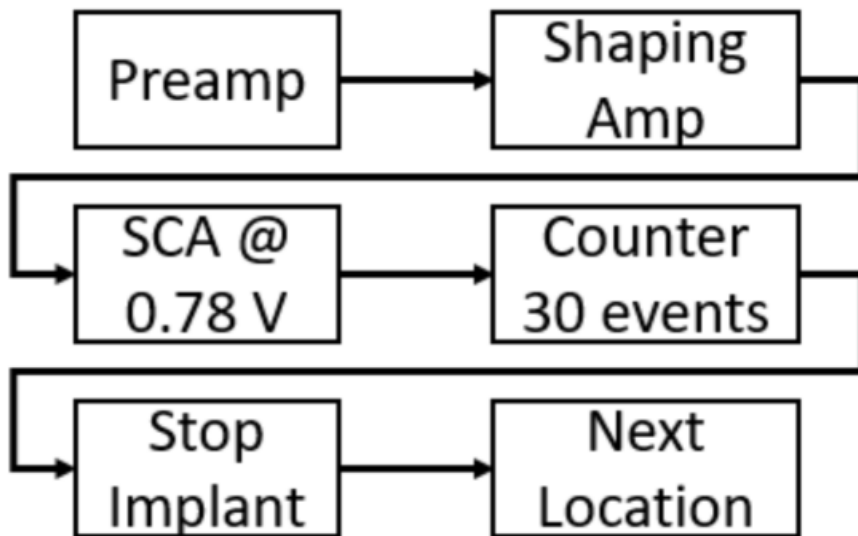 Preamp
Shaping
Amp
SCA @
0.78 V
Counter
30 events
Stop
Implant
Next
Location